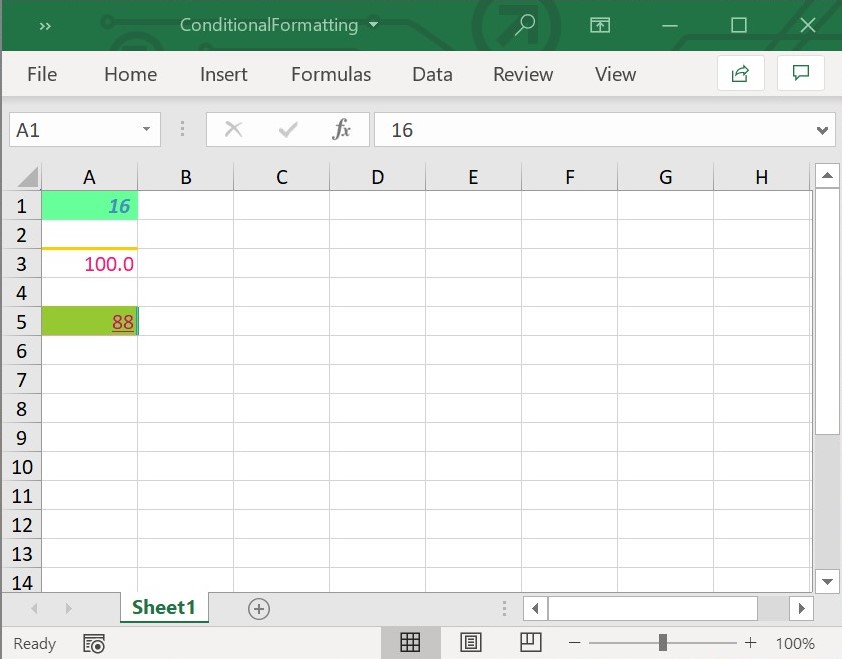 ›› ConditionalFormatting
File Home Insert Formulas Data Review View
A1 fx 16
A B C D E F G H
1 16
2
3 100.0
4
5 88
6
7
8
9
10
11
12
13
14
Sheet1
Ready 100%